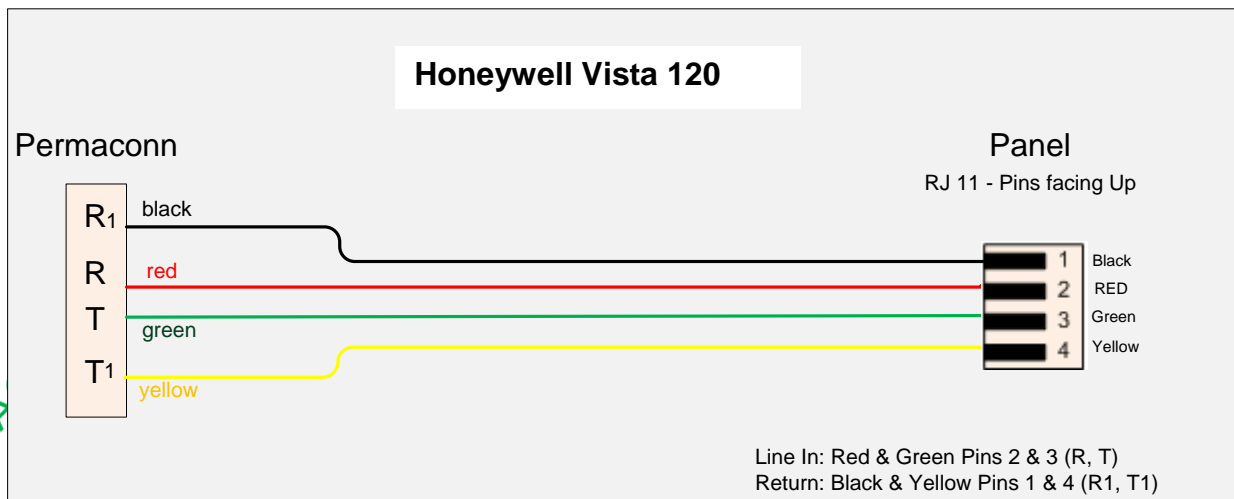 Honeywell Vista 120
Permaconn
Panel
RJ 11 - Pins facing Up
R1 black
R red
T green
T1 yellow
1 Black
2 RED
3 Green
4 Yellow
Line In: Red & Green Pins 2 & 3 (R, T)
Return: Black & Yellow Pins 1 & 4 (R1, T1)